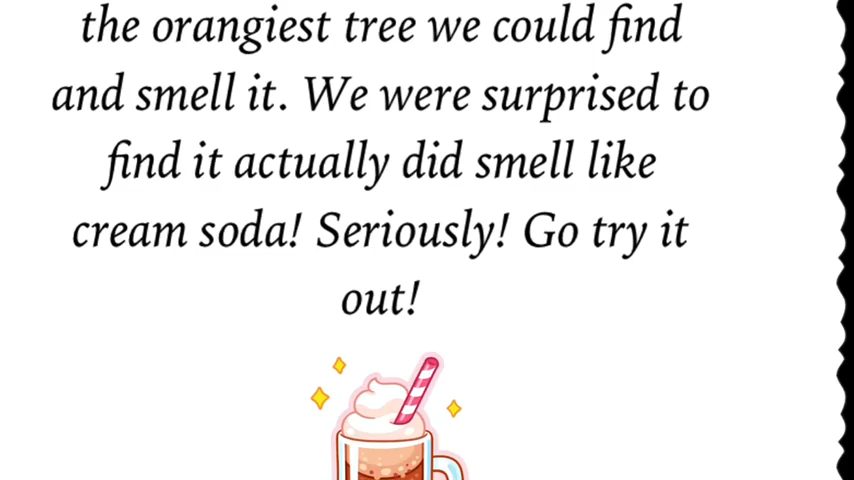 the orangiest tree we could find
and smell it. We were surprised to
find it actually did smell like
cream soda! Seriously! Go try it
out!